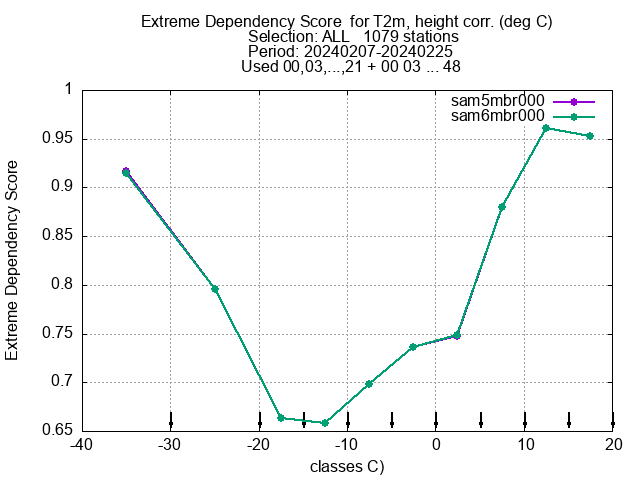 Extreme Dependency Score  for T2m, height corr. (deg C)
Selection: ALL   1079 stations
Period: 20240207-20240225
Used 00,03,...,21 + 00 03 ... 48
sam5mbr000
sam6mbr000
Extreme Dependency Score
1
0.95
0.9
0.85
0.8
0.75
0.7
0.65
-40 -30 -20 -10 0 10 20
classes C)